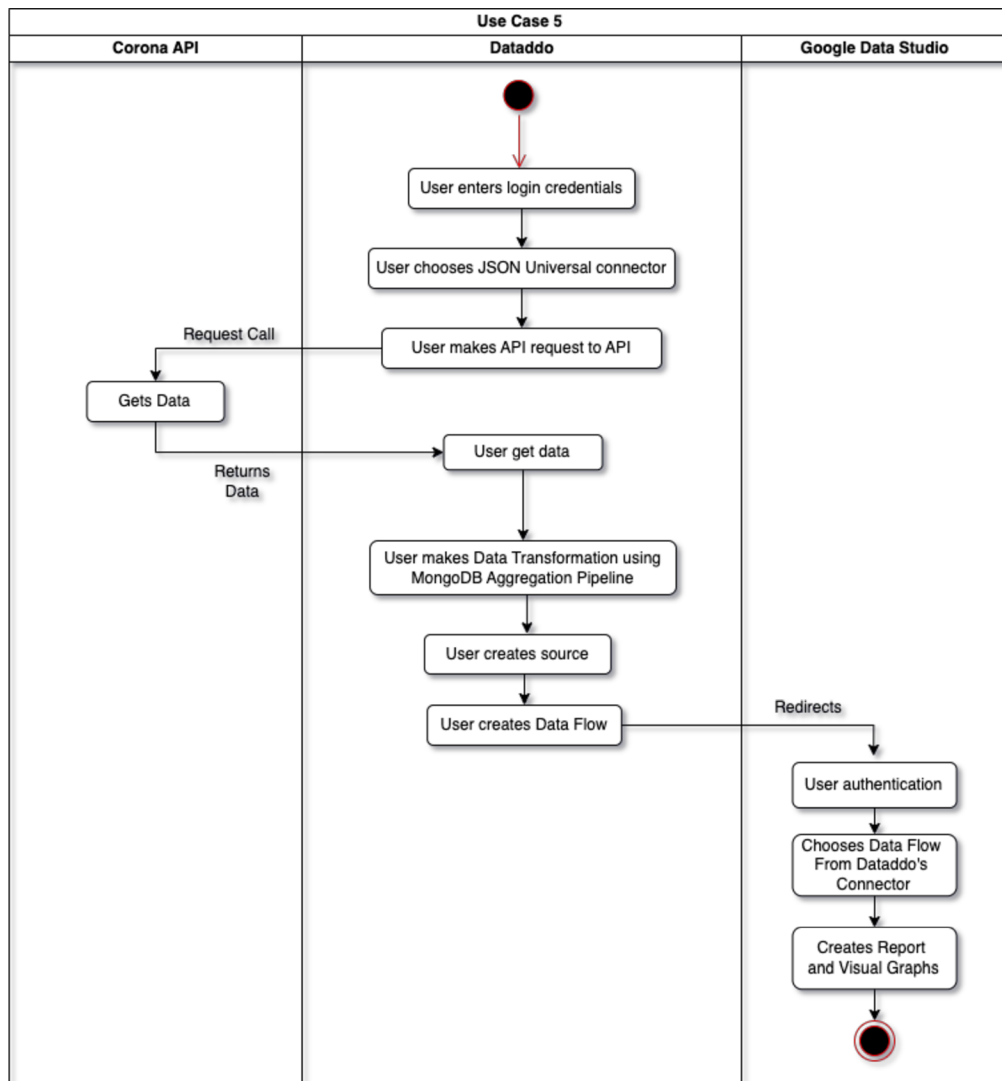 Use Case 5
Corona API
Dataddo
Google Data Studio
User enters login credentials
User chooses JSON Universal connector
Request Call
User makes API request to API
Gets Data
User get data
Returns
Data
User makes Data Transformation using
MongoDB Aggregation Pipeline
User creates source
User creates Data Flow
Redirects
User authentication
Chooses Data Flow
From Dataddo's
Connector
Creates Report
and Visual Graphs